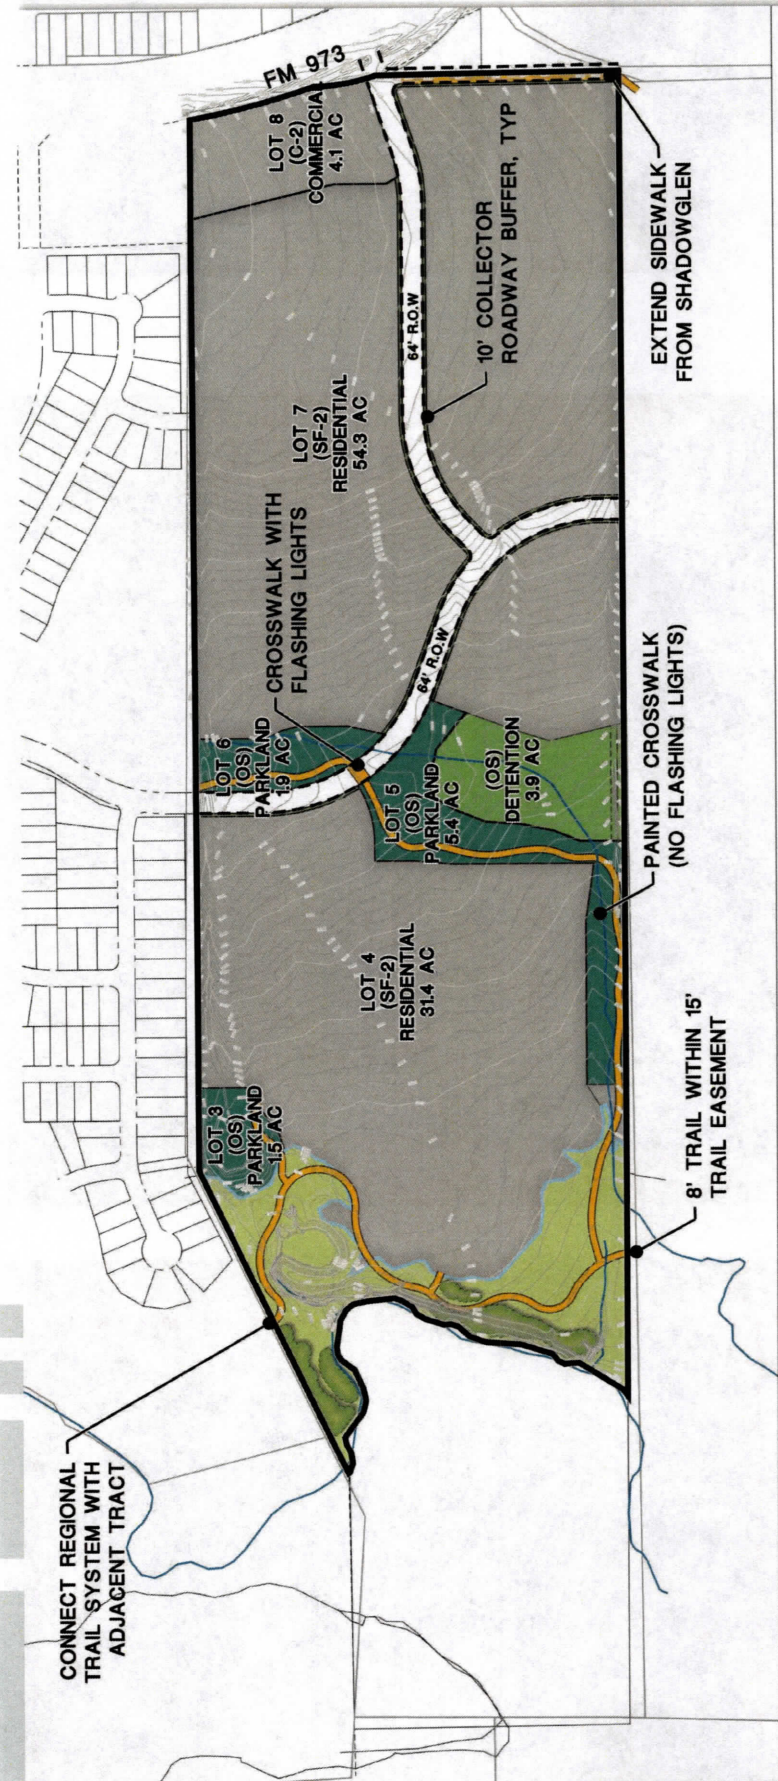 FM 973
LOT 8
(C-2)
COMMERCIAL
4.1 AC
10' COLLECTOR
ROADWAY BUFFER, TYP
EXTEND SIDEWALK
FROM SHADOWGLEN
64' R.O.W
LOT 7
(SF-2)
RESIDENTIAL
54.3 AC
CROSSWALK WITH
FLASHING LIGHTS
64' R.O.W
LOT 6
(OS)
PARKLAND
1.9 AC
LOT 5
(OS)
PARKLAND
5.4 AC
(OS)
DETENTION
3.9 AC
PAINTED CROSSWALK
(NO FLASHING LIGHTS)
LOT 4
(SF-2)
RESIDENTIAL
31.4 AC
LOT 3
(OS)
PARKLAND
1.5 AC
8' TRAIL WITHIN 15'
TRAIL EASEMENT
CONNECT REGIONAL
TRAIL SYSTEM WITH
ADJACENT TRACT